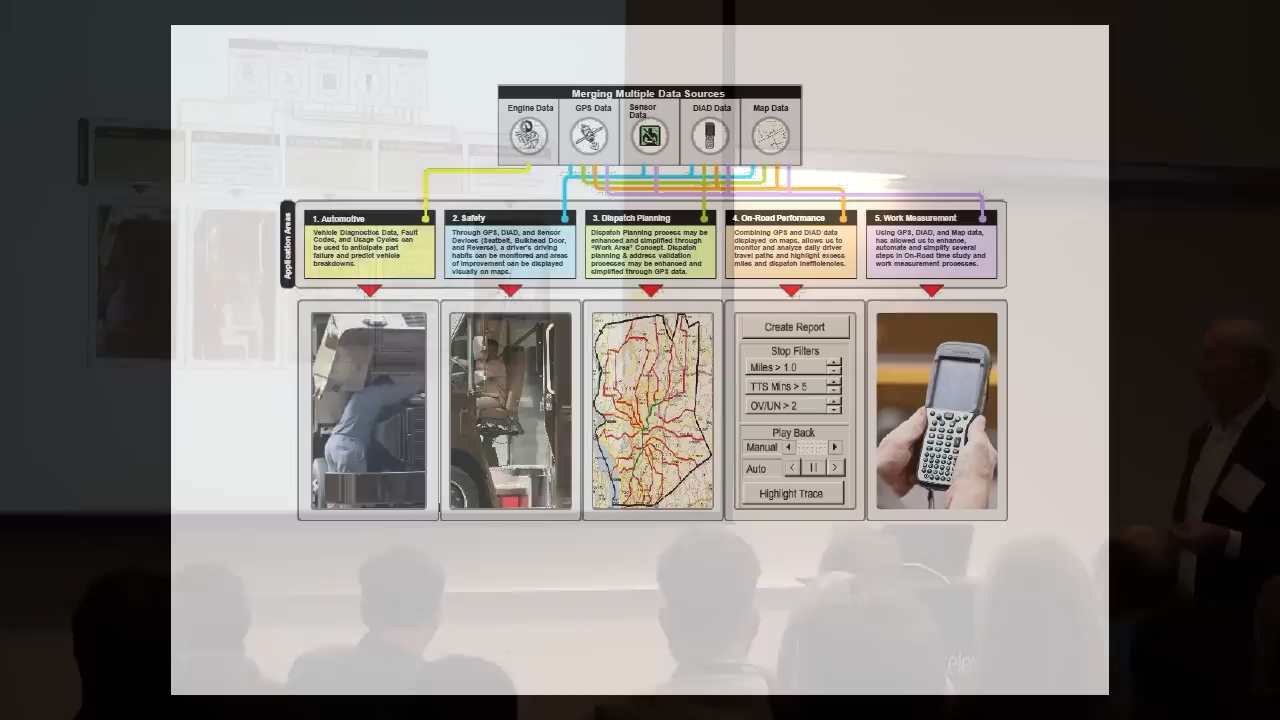 Merging Multiple Data Sources
Engine Data
GPS Data
Sensor
Data
DIAD Data
Map Data
Application Areas
1. Automotive
Vehicle Diagnostics Data, Fault
Codes, and Usage Cycles can
be used to anticipate part
failure and predict vehicle
breakdowns.
2. Safety
Through GPS, DIAD, and Sensor
Devices (Seatbelt, Bulkhead Door,
and Reverse), a driver's driving
habits can be monitored and areas
of improvement can be displayed
visually on maps.
3. Dispatch Planning
Dispatch Planning process may be
enhanced and simplified through
"Work Area" Concept. Dispatch
planning & address validation
processes may be enhanced and
simplified through GPS data.
4. On-Road Performance
Combining GPS and DIAD data
displayed on maps, allows us to
monitor and analyze daily driver
travel paths and highlight excess
miles and dispatch inefficiencies.
5. Work Measurement
Using GPS, DIAD, and Map data,
has allowed us to enhance,
automate and simplify several
steps in On-Road time study and
work measurement processes.
Create Report
Stop Filters
Miles > 1.0
TTS Mins > 5
OV/UN > 2
Play Back
Manual
Auto
Highlight Trace